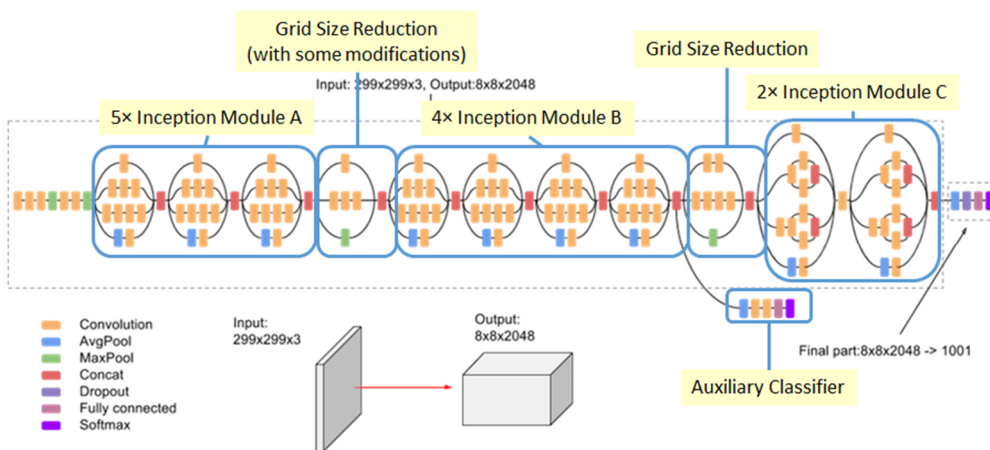 Grid Size Reduction
(with some modifications)
Grid Size Reduction
Input: 299x299x3, Output:8x8x2048
2× Inception Module C
5× Inception Module A
4× Inception Module B
Convolution
AvgPool
MaxPool
Concat
Dropout
Fully connected
Softmax
Input:
299x299x3
Output:
8x8x2048
Final part:8x8x2048 -> 1001
Auxiliary Classifier